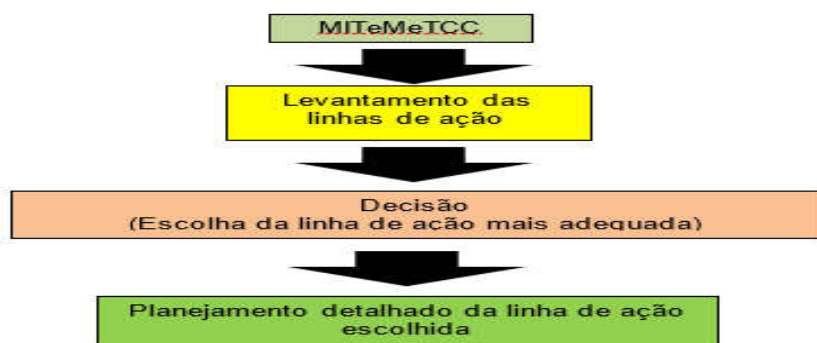 MITeMeTCC
Levantamento das
linhas de ação
Decisão
(Escolha da linha de ação mais adequada)
Planejamento detalhado da linha de ação
escolhida